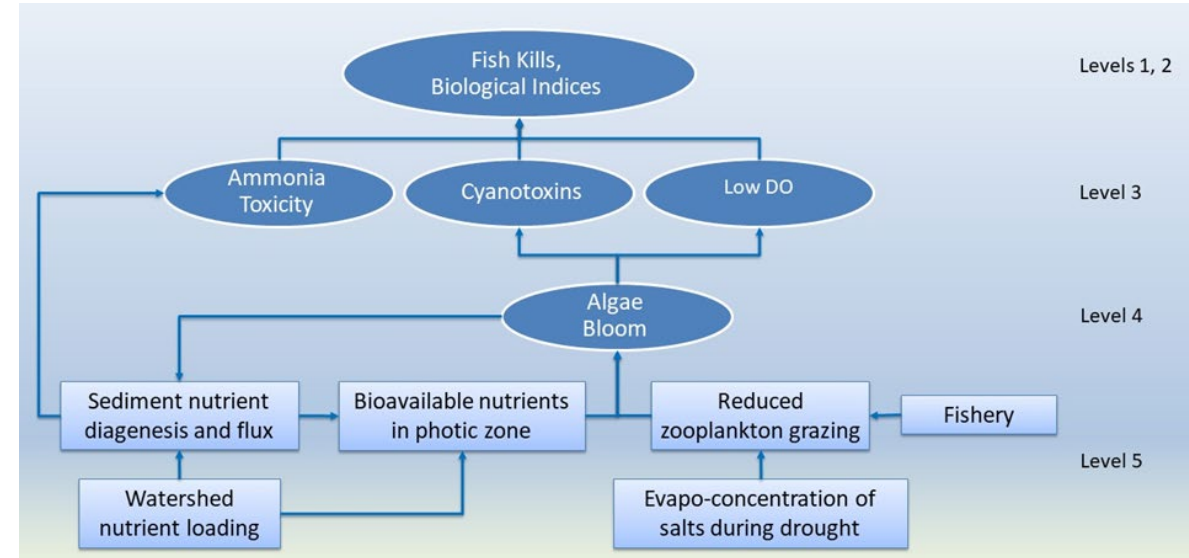 Fish Kills,
Biological Indices
Levels 1, 2
Ammonia
Toxicity
Cyanotoxins
Low DO
Level 3
Algae
Bloom
Level 4
Sediment nutrient
diagenesis and flux
Bioavailable nutrients
in photic zone
Reduced
zooplankton grazing
Fishery
Level 5
Watershed
nutrient loading
Evapo-concentration of
salts during drought